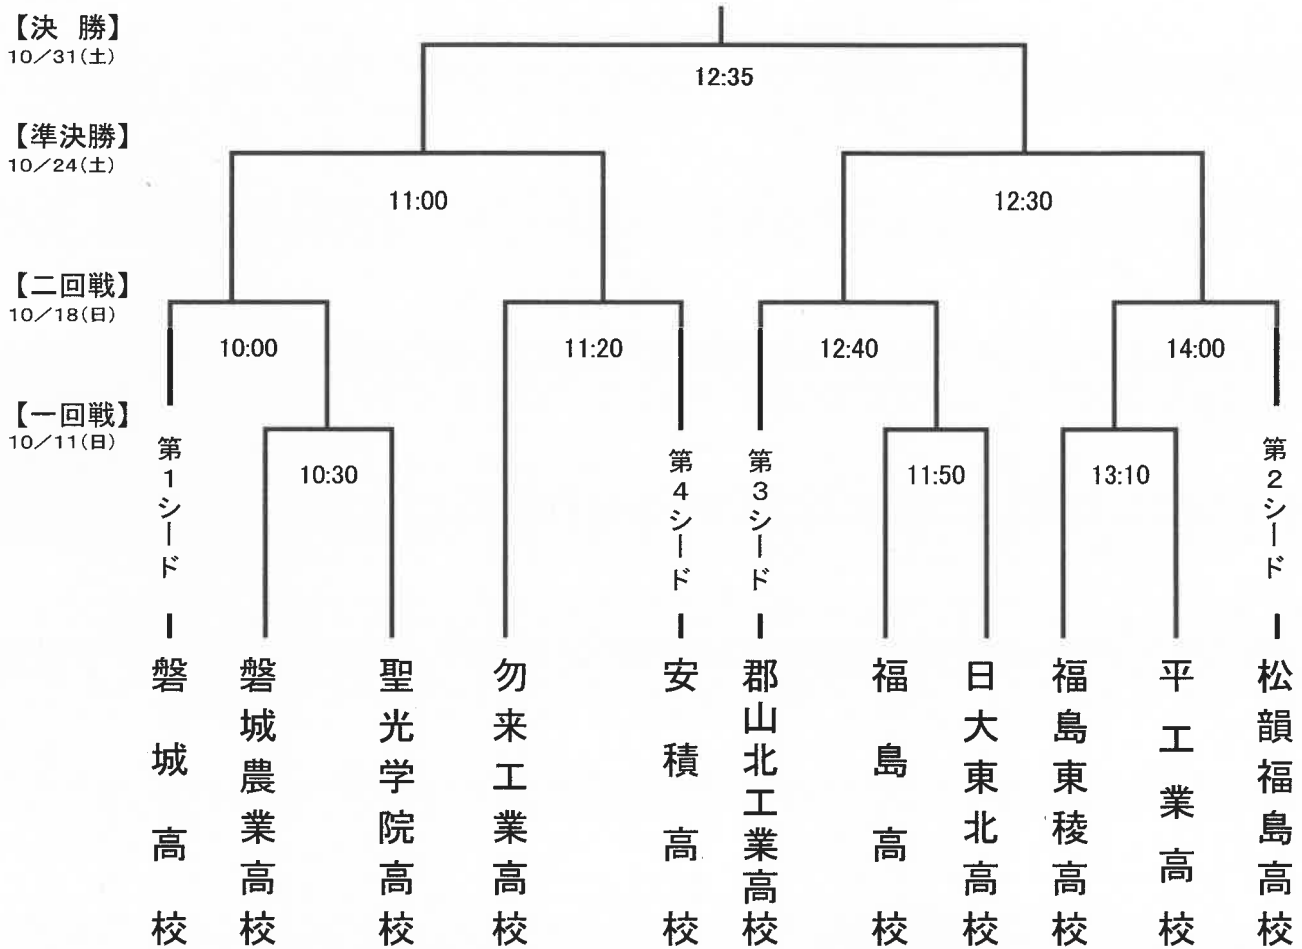 【決 勝】
10/31(土)
12:35
【準決勝】
10/24(土)
11:00
12:30
【二回戦】
10/18(日)
10:00
11:20
12:40
14:00
【一回戦】
10/11(日)
10:30
11:50
13:10
第1シード
第4シード
第3シード
第2シード
磐城高校
磐城農業高校
聖光学院高校
勿来工業高校
安積高校
郡山北工業高校
福島高校
日大東北高校
福島東稜高校
平工業高校
松韻福島高校